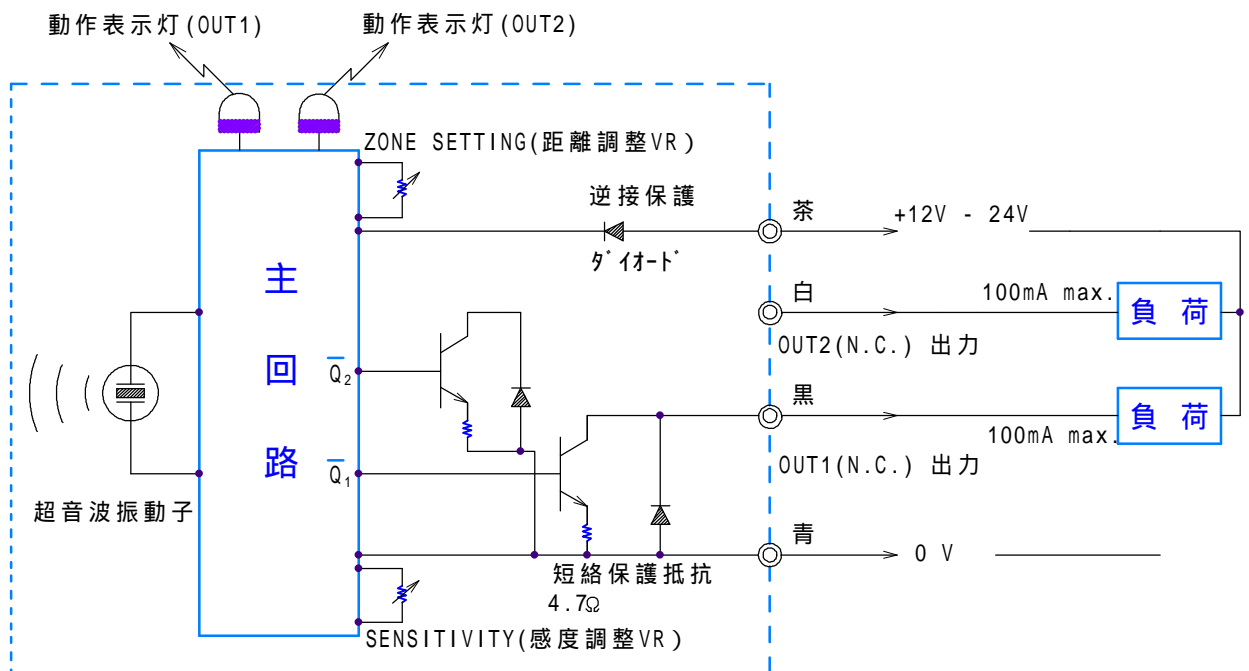 動作表示灯(OUT1)
動作表示灯(OUT2)
ZONE SETTING(距離調整VR)
逆接保護
ﾀﾞｲｵｰﾄﾞ
茶
+12V - 24V
主
回
路
白
100mA max.
負荷
OUT2(N.C.) 出力
Q̅2
黒
負荷
100mA max.
OUT1(N.C.) 出力
Q̅1
超音波振動子
青
0 V
短絡保護抵抗
4.7Ω
SENSITIVITY(感度調整VR)